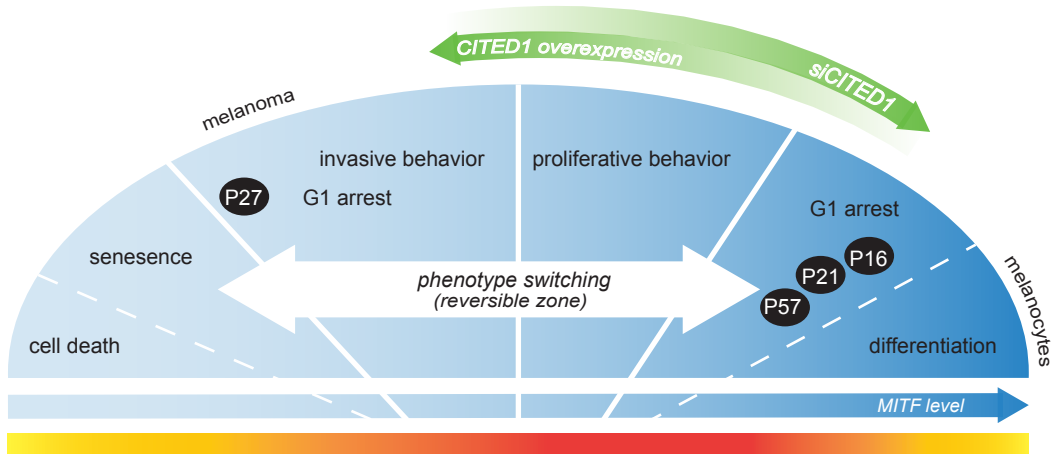 CITED1 overexpression
siCITED1
melanoma
invasive behavior
proliferative behavior
P27
G1 arrest
G1 arrest
senesence
P16
P21
P57
phenotype switching
(reversible zone)
melanocytes
cell death
differentiation
MITF level